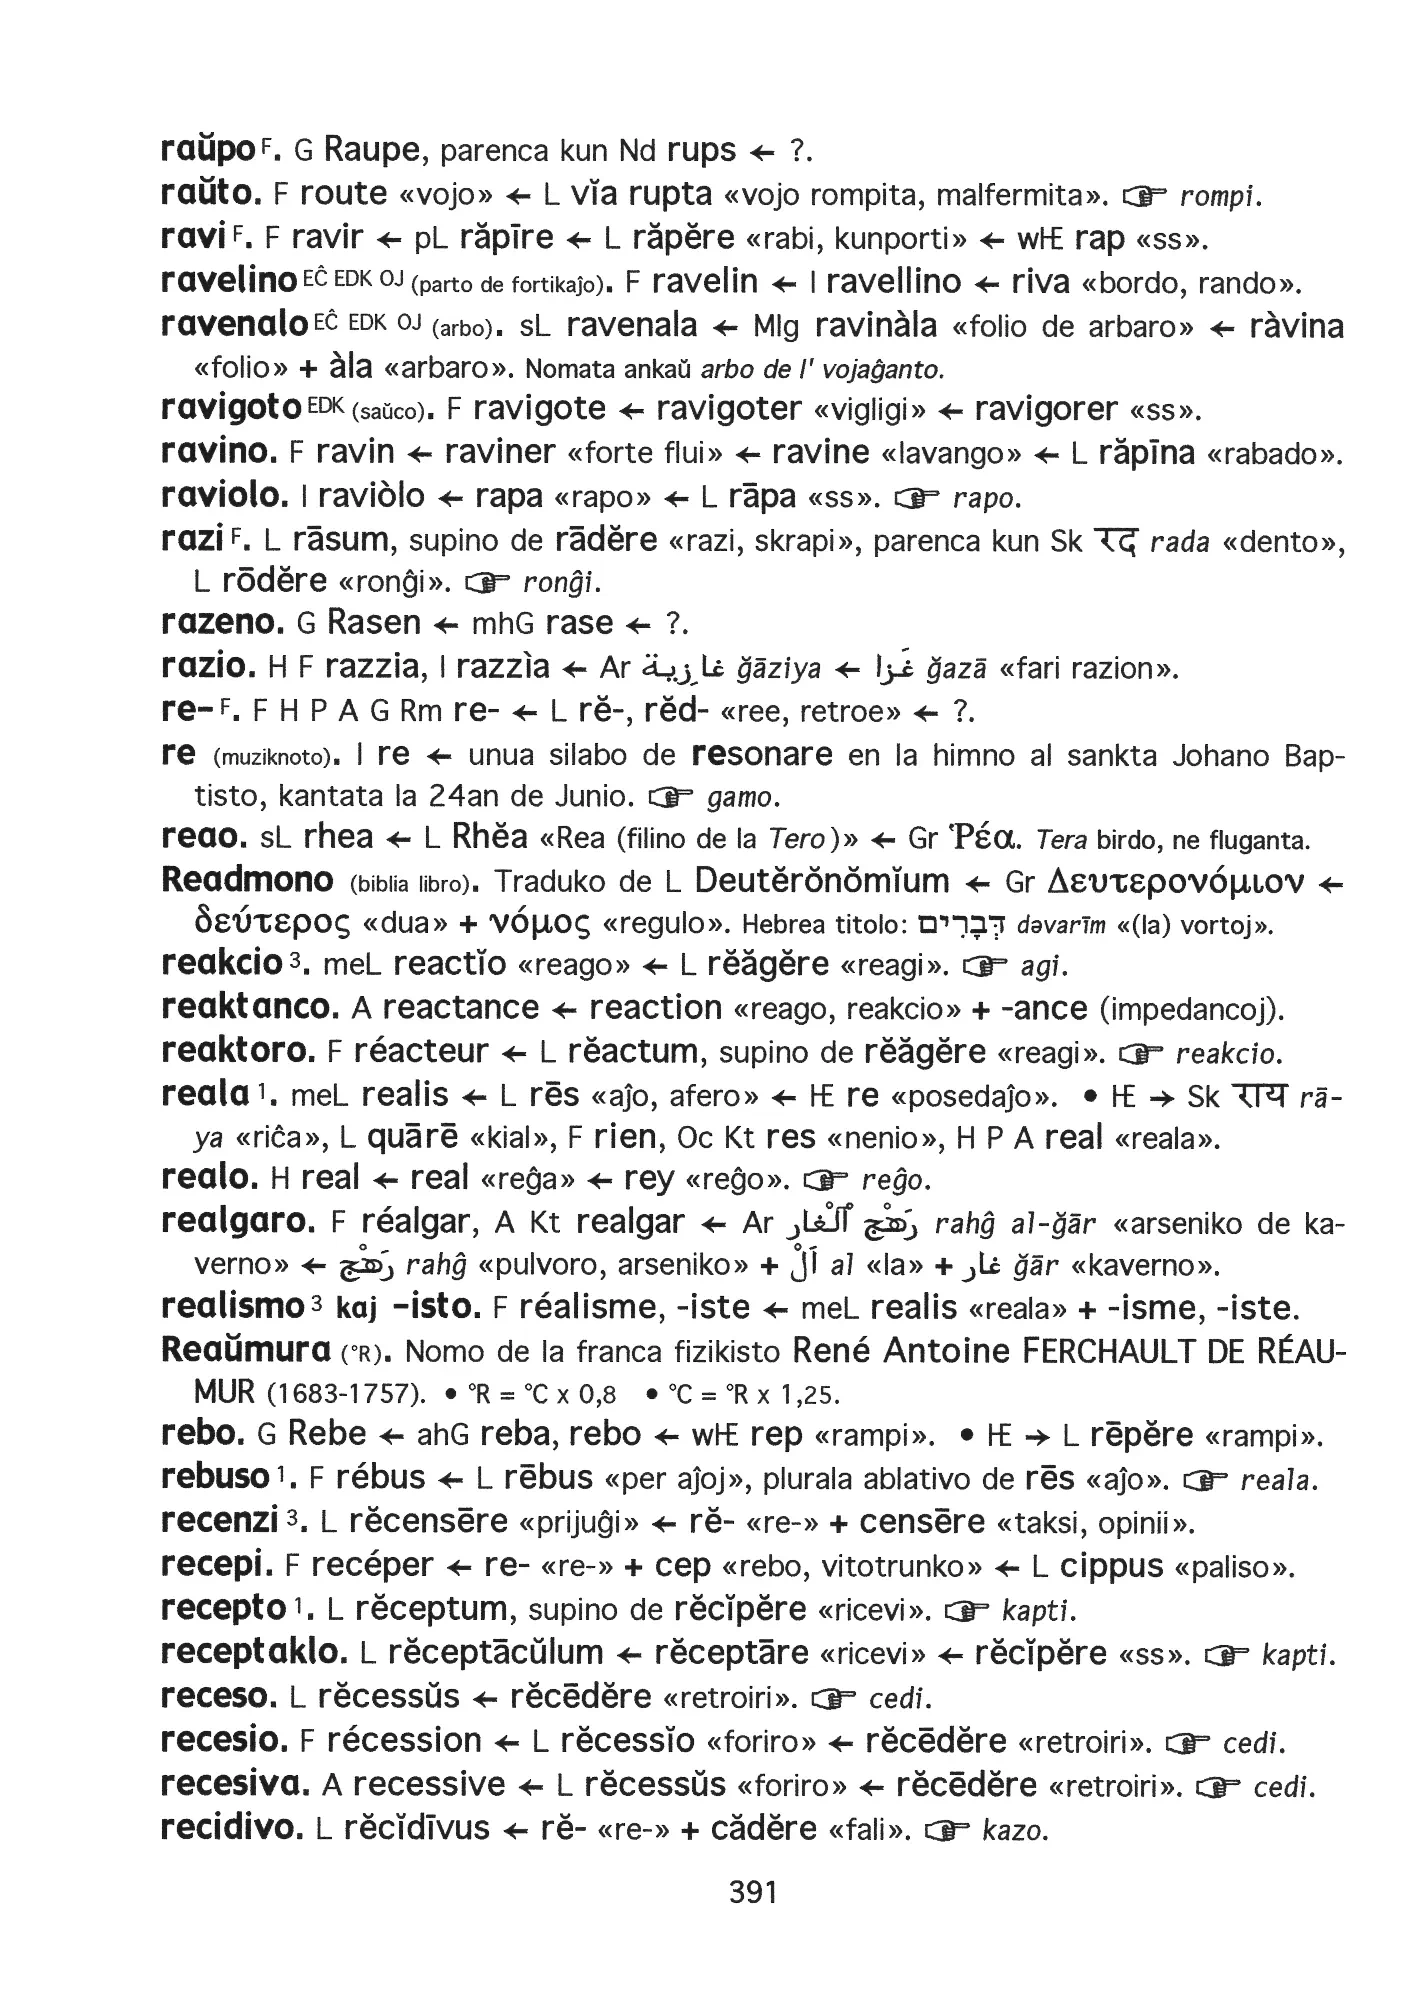 raŭpo F. G Raupe, parenca kun Nd rups ← ?.
raŭto. F route «vojo» ← L vĭa rupta «vojo rompita, malfermita». ☞ rompi.
ravi F. F ravir ← pL răpīre ← L răpĕre «rabi, kunporti» ← wIE rap «ss».
ravelino EĈ EDK OJ (parto de fortikaĵo). F ravelin ← I ravellino ← riva «bordo, rando».
ravenalo EĈ EDK OJ (arbo). sL ravenala ← Mlg ravinàla «folio de arbaro» ← ràvina
«folio» + àla «arbaro». Nomata ankaŭ arbo de l' vojaĝanto.
ravigoto EDK (saŭco). F ravigote ← ravigoter «vigligi» ← ravigorer «ss».
ravino. F ravin ← raviner «forte flui» ← ravine «lavango» ← L răpīna «rabado».
raviolo. I raviòlo ← rapa «rapo» ← L rāpa «ss». ☞ rapo.
razi F. L rāsum, supino de rādĕre «razi, skrapi», parenca kun Sk रद rada «dento»,
L rōdĕre «ronĝi». ☞ ronĝi.
razeno. G Rasen ← mhG rase ← ?.
razio. H F razzia, I razzìa ← Ar غازِية ğāziya ← غَزا ğazā «fari razion».
re- F. F H P A G Rm re- ← L rĕ-, rĕd- «ree, retroe» ← ?.
re (muziknoto). I re ← unua silabo de resonare en la himno al sankta Johano Bap-
tisto, kantata la 24an de Junio. ☞ gamo.
reao. sL rhea ← L Rhĕa «Rea (filino de la Tero)» ← Gr Ῥέα. Tera birdo, ne fluganta.
Readmono (biblia libro). Traduko de L Deutĕrŏnŏmĭum ← Gr Δευτερονόμιον ←
δεύτερος «dua» + νόμος «regulo». Hebrea titolo: דְּבָרִים dəvarīm «(la) vortoj».
reakcio 3. meL reactĭo «reago» ← L rĕăgĕre «reagi». ☞ agi.
reaktanco. A reactance ← reaction «reago, reakcio» + -ance (impedancoj).
reaktoro. F réacteur ← L rĕactum, supino de rĕăgĕre «reagi». ☞ reakcio.
reala 1. meL realis ← L rēs «aĵo, afero» ← IE re «posedaĵo». • IE → Sk राय rā-
ya «riĉa», L quārē «kial», F rien, Oc Kt res «nenio», H P A real «reala».
realo. H real ← real «reĝa» ← rey «reĝo». ☞ reĝo.
realgaro. F réalgar, A Kt realgar ← Ar رَهْج ٱلْغار rahĝ al-ğār «arseniko de ka-
verno» ← رَهْج rahĝ «pulvoro, arseniko» + اَلْ al «la» + غار ğār «kaverno».
realismo 3 kaj -isto. F réalisme, -iste ← meL realis «reala» + -isme, -iste.
Reaŭmura (°R). Nomo de la franca fizikisto René Antoine FERCHAULT DE RÉAU-
MUR (1683-1757). • °R = °C x 0,8 • °C = °R x 1,25.
rebo. G Rebe ← ahG reba, rebo ← wIE rep «rampi». • IE → L rēpĕre «rampi».
rebuso 1. F rébus ← L rēbus «per aĵoj», plurala ablativo de rēs «aĵo». ☞ reala.
recenzi 3. L rĕcensēre «prijuĝi» ← rĕ- «re-» + censēre «taksi, opinii».
recepi. F recéper ← re- «re-» + cep «rebo, vitotrunko» ← L cippus «paliso».
recepto 1. L rĕceptum, supino de rĕcĭpĕre «ricevi». ☞ kapti.
receptaklo. L rĕceptācŭlum ← rĕceptāre «ricevi» ← rĕcĭpĕre «ss». ☞ kapti.
receso. L rĕcessŭs ← rĕcēdĕre «retroiri». ☞ cedi.
recesio. F récession ← L rĕcessĭo «foriro» ← rĕcēdĕre «retroiri». ☞ cedi.
recesiva. A recessive ← L rĕcessŭs «foriro» ← rĕcēdĕre «retroiri». ☞ cedi.
recidivo. L rĕcĭdīvus ← rĕ- «re-» + cădĕre «fali». ☞ kazo.
391